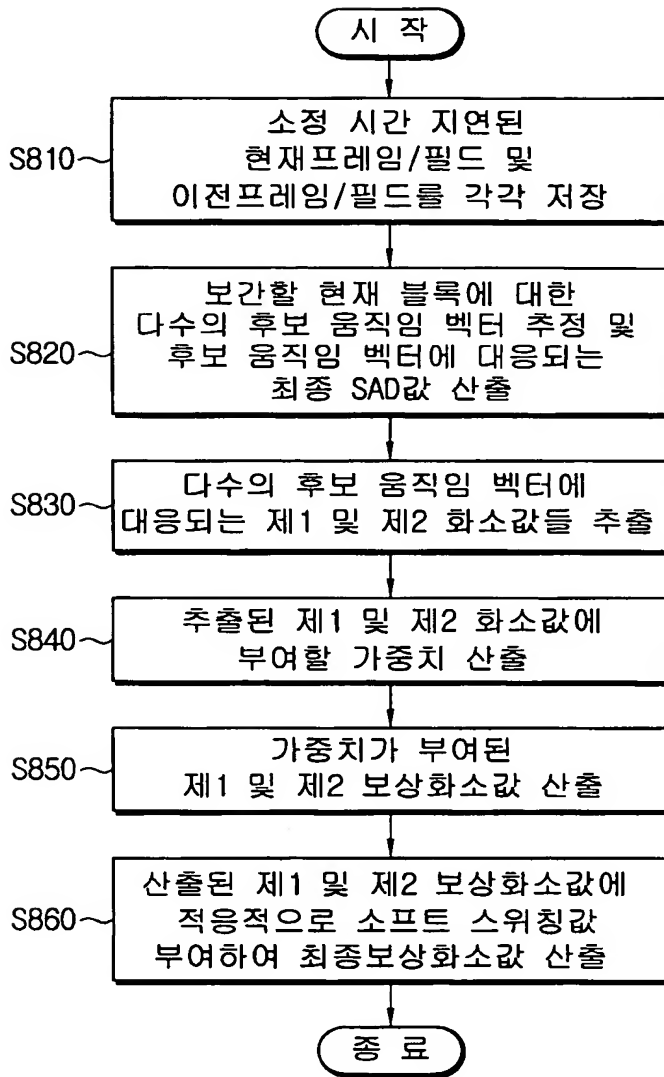 시 작
S810
소정 시간 지연된
현재프레임/필드 및
이전프레임/필드를 각각 저장
S820
보간할 현재 블록에 대한
다수의 후보 움직임 벡터 추정 및
후보 움직임 벡터에 대응되는
최종 SAD값 산출
S830
다수의 후보 움직임 벡터에
대응되는 제1 및 제2 화소값들 추출
S840
추출된 제1 및 제2 화소값에
부여할 가중치 산출
S850
가중치가 부여된
제1 및 제2 보상화소값 산출
S860
산출된 제1 및 제2 보상화소값에
적응적으로 소프트 스위칭값
부여하여 최종보상화소값 산출
종 료